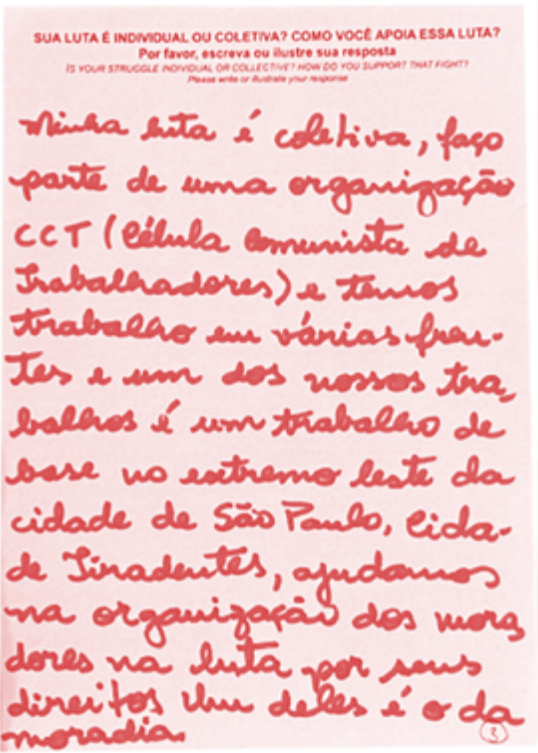 SUA LUTA É INDIVIDUAL OU COLETIVA? COMO VOCÊ APOIA ESSA LUTA?
Por favor, escreva ou ilustre sua resposta
IS YOUR STRUGGLE INDIVIDUAL OR COLLECTIVE? HOW DO YOU SUPPORT THAT FIGHT?
Please write or illustrate your response
Minha luta é coletiva, faço
parte de uma organização
CCT (Célula Comunista de
Trabalhadores) e temos
trabalho em várias fren-
tes e um dos nossos tra,
balhos é um trabalho de
base no extremo leste da
cidade de São Paulo, Cida-
de Tiradentes, ajudamos
na organização dos mora
dores na luta por seus
direitos Um deles é o da
moradia.
3